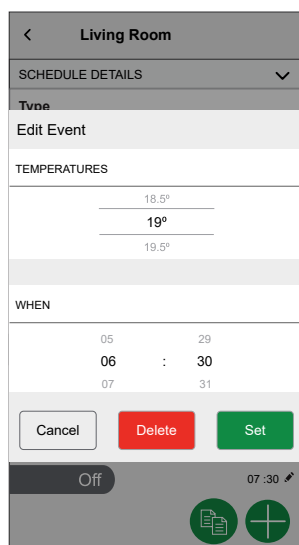 Living Room
SCHEDULE DETAILS
Type
Edit Event
TEMPERATURES
18.5º
19º
19.5º
WHEN
05 29
06 : 30
07 31
Cancel Delete Set
Off 07 :30